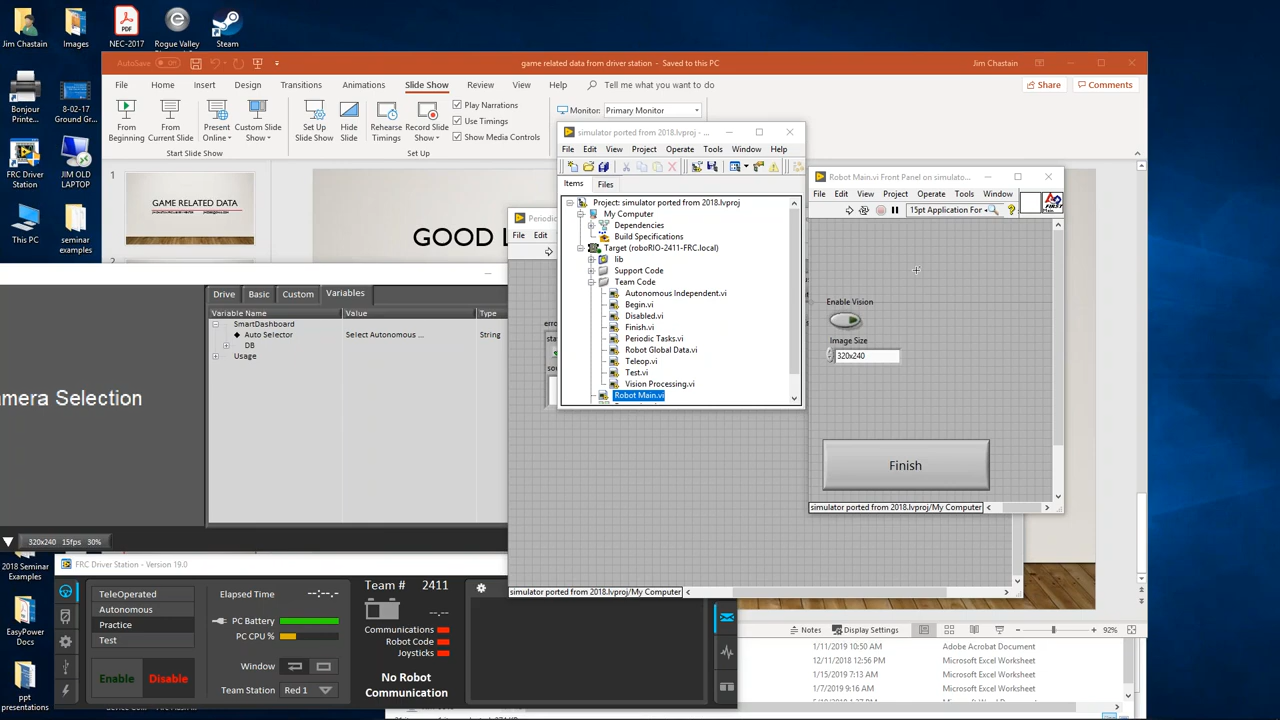 Jim Chastain
Images
NEC-2017
Rogue Valley
Steam
Bonjour
Printe...
8-02-17
Ground Gr...
FRC Driver
Station
JIM OLD
LAPTOP
This PC
seminar
examples
2018 Seminar
Examples
EasyPower
Docs
ppt
presentations
AutoSave Off
game related data from driver station - Saved to this PC
Jim Chastain
File Home Insert Design Transitions Animations Slide Show Review View Help Tell me what you want to do
Share Comments
From
Beginning
From
Current Slide
Present
Online
Custom Slide
Show
Start Slide Show
Set Up
Slide Show
Hide
Slide
Rehearse
Timings
Record Slide
Show
Play Narrations
Use Timings
Show Media Controls
Set Up
Monitor: Primary Monitor
1
GAME RELATED DATA
2
GOOD L
simulator ported from 2018.lvproj - ...
File Edit View Project Operate Tools Window Help
Items Files
Project: simulator ported from 2018.lvproj
My Computer
Dependencies
Build Specifications
Target (roboRIO-2411-FRC.local)
lib
Support Code
Team Code
Autonomous Independent.vi
Begin.vi
Disabled.vi
Finish.vi
Periodic Tasks.vi
Robot Global Data.vi
Teleop.vi
Test.vi
Vision Processing.vi
Robot Main.vi
Periodic
File Edit
simulator ported from 2018.lvproj/My Computer
Robot Main.vi Front Panel on simulato...
File Edit View Project Operate Tools Window
15pt Application For
FIRST
Main
Enable Vision
Image Size
320x240
Finish
simulator ported from 2018.lvproj/My Computer
Drive Basic Custom Variables
Variable Name Value Type
SmartDashboard
Auto Selector Select Autonomous ... String
DB
Usage
amera Selection
320x240 15fps 30%
FRC Driver Station - Version 19.0
TeleOperated
Autonomous
Practice
Test
Enable Disable
Elapsed Time --:--.-
PC Battery
PC CPU %
Window
Team Station Red 1
Team # 2411
--.--
Communications
Robot Code
Joysticks
No Robot
Communication
Notes Display Settings 92%
1/11/2019 10:50 AM Adobe Acrobat Document
12/11/2018 12:56 PM Microsoft Excel Worksheet
1/15/2019 7:13 AM Microsoft Excel Worksheet
1/7/2019 9:16 AM Microsoft Excel Worksheet